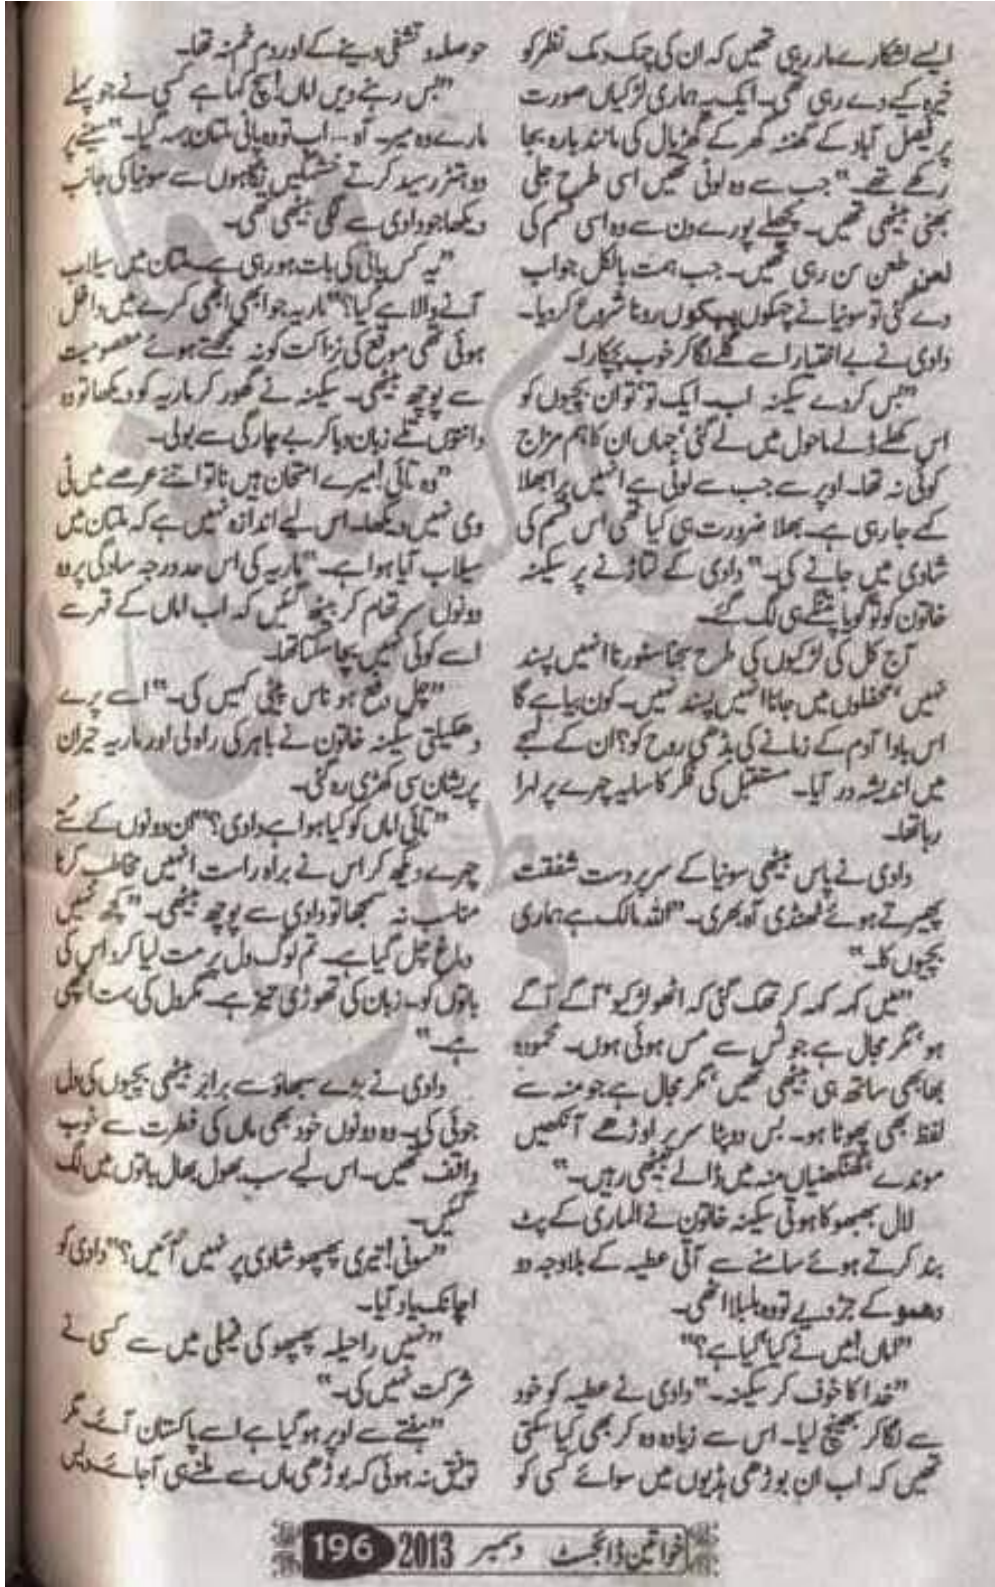 ایسے لشکارے مار رہی تھیں کہ ان کی چمک دمک نظر کو
خیرہ کیے دے رہی تھی۔ ایک یہ ہماری لڑکیاں صورت
پر فیصل آباد کے گھنٹہ گھر کے گھڑیال کی مانند بارہ بجا
رکھے تھے۔" جب سے وہ لوٹی تھیں اسی طرح جلی
بھنی بیٹھی تھیں۔ پچھلے پورے دن سے وہ اسی قسم کی
لعن طعن سن رہی تھیں۔ جب ہمت بالکل جواب
دے گئی تو سونیا نے چہکوں پہکوں رونا شروع کر دیا۔
دادی نے بے اختیار اسے گلے لگا کر خوب پچکارا۔
"بس کر دے سکینہ اب۔ ایک تو' تو ان بچیوں کو
اس کھلے ڈلے ماحول میں لے گئی' جہاں ان کا ہم مزاج
کوئی نہ تھا۔ اوپر سے جب سے لوٹی ہے انہیں برا بھلا
کہے جا رہی ہے۔ بھلا ضرورت ہی کیا تھی اس قسم کی
شادی میں جانے کی۔" دادی کے لتاڑنے پر سکینہ
خاتون کو تو گویا پتنگے ہی لگ گئے۔
آج کل کی لڑکیوں کی طرح سجنا سنورنا انہیں پسند
نہیں' محفلوں میں جانا انہیں پسند نہیں۔ کون بیاہے گا
اس باوا آدم کے زمانے کی بڈھی روح کو؟ ان کے لہجے
میں اندیشہ در آیا۔ مستقبل کی فکر کا سایہ چہرے پر لہرا
رہا تھا۔
دادی نے پاس بیٹھی سونیا کے سر پر دست شفقت
پھیرتے ہوئے ٹھنڈی آہ بھری۔ "اللہ مالک ہے ہماری
بچیوں کا۔"
"میں کہہ کہہ کر تھک گئی کہ اٹھو لڑکیو' آگے آگے
ہو' مگر مجال ہے جو ٹس سے مس ہوئی ہوں۔ محمودہ
بھابھی ساتھ ہی بیٹھی تھیں' مگر مجال ہے جو منہ سے
لفظ بھی پھوٹا ہو۔ بس دوپٹا سر پر اوڑھے آنکھیں
موندے' گھنگھنیاں منہ میں ڈالے بیٹھی رہیں۔"
لال بھبھوکا ہوتی سکینہ خاتون نے الماری کے پٹ
بند کرتے ہوئے سامنے سے آتی عطیہ کے بلاوجہ دو
دھموکے جڑ دیے تو وہ بلبلا اٹھی۔
"اماں! میں نے کیا کیا ہے؟"
"خدا کا خوف کر سکینہ۔" دادی نے عطیہ کو خود
سے لگا کر بھینچ لیا۔ اس سے زیادہ وہ کر بھی کیا سکتی
تھیں کہ اب ان بوڑھی ہڈیوں میں سوائے کسی کو
حوصلہ و تشفی دینے کے اور دم خم نہ تھا۔
"بس رہنے دیں اماں! سچ کہا ہے کسی نے جو پہلے
مارے وہ میر۔ آہ ... اب تو وہ پانی ملتان بہہ گیا۔" سینے پر
دو ہتڑ رسید کرتے خشمگیں نگاہوں سے سونیا کی جانب
دیکھا جو دادی سے لگی بیٹھی تھی۔
"یہ کس پانی کی بات ہو رہی ہے۔ ملتان میں سیلاب
آنے والا ہے کیا؟" ماریہ جو ابھی ابھی کمرے میں داخل
ہوئی تھی موقع کی نزاکت کو نہ سمجھتے ہوئے معصومیت
سے پوچھ بیٹھی۔ سکینہ نے گھور کر ماریہ کو دیکھا تو وہ
دانتوں تلے زبان دبا کر بے چارگی سے بولی۔
"وہ تائی! میرے امتحان ہیں نا تو اتنے عرصے میں ٹی
وی نہیں دیکھا۔ اس لیے اندازہ نہیں ہے کہ ملتان میں
سیلاب آیا ہوا ہے۔" ماریہ کی اس حد درجہ سادگی پر وہ
دونوں سر تھام کر بیٹھ گئیں کہ اب اماں کے قہر سے
اسے کوئی نہیں بچا سکتا تھا۔
"چل دفع ہو ناس پیٹی کہیں کی۔" اسے پرے
دھکیلتی سکینہ خاتون نے باہر کی راہ لی اور ماریہ حیران
پریشان سی کھڑی رہ گئی۔
"تائی اماں کو کیا ہوا ہے دادی؟" ان دونوں کے ستے
چہرے دیکھ کر اس نے براہ راست انہیں مخاطب کرنا
مناسب نہ سمجھا تو دادی سے پوچھ بیٹھی۔ "کچھ نہیں
دماغ چل گیا ہے۔ تم لوگ دل پر مت لیا کرو اس کی
باتوں کو۔ زبان کی تھوڑی تیز ہے۔ مگر دل کی بہت اچھی
ہے۔"
دادی نے بڑے سبھاؤ سے برابر بیٹھی بچیوں کی دل
جوئی کی۔ وہ دونوں خود بھی ماں کی فطرت سے خوب
واقف تھیں۔ اس لیے سب بھول بھال باتوں میں لگ
گئیں۔
"سونی! تیری پھپھو شادی پر نہیں آئیں؟" دادی کو
اچانک یاد آیا۔
"نہیں راحیلہ پھپھو کی فیملی میں سے کسی نے
شرکت نہیں کی۔"
"ہفتے سے اوپر ہو گیا ہے اسے پاکستان آئے مگر
توفیق نہ ہوئی کہ بوڑھی ماں سے ملنے ہی آ جائے دیس
خواتین ڈائجسٹ دسمبر 2013 196